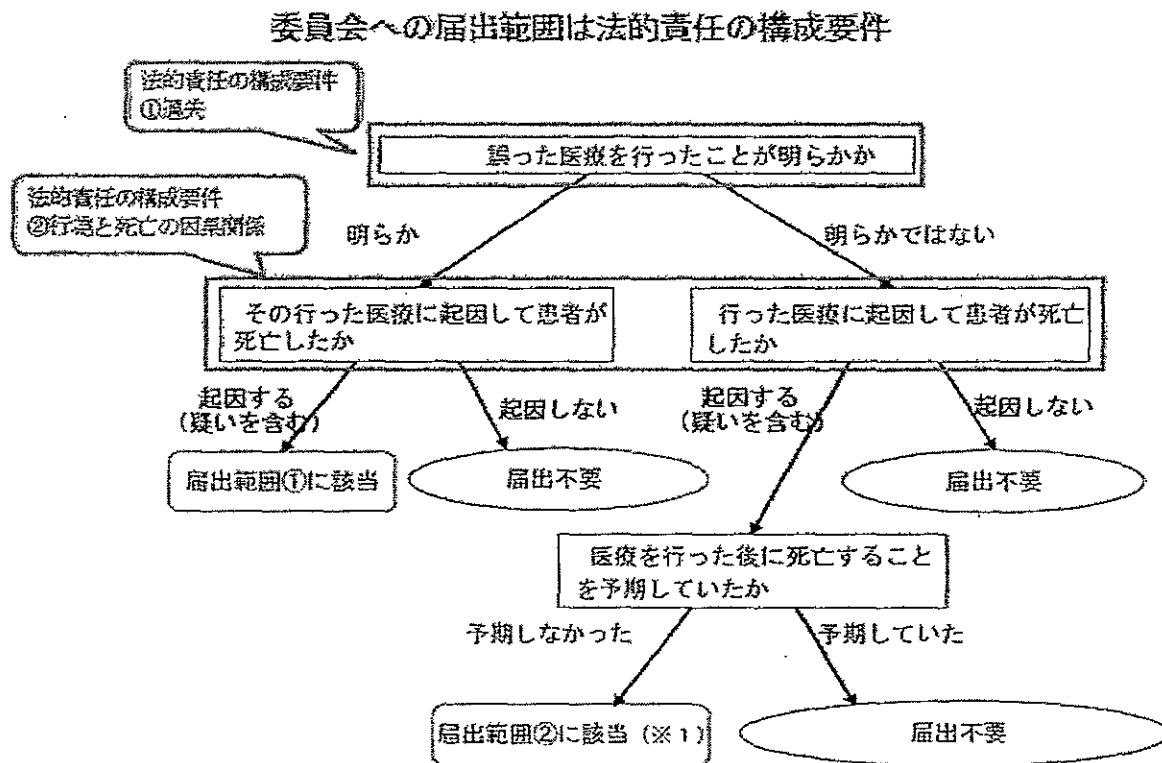 委員会への届出範囲は法的責任の構成要件
法的責任の構成要件
①過失
誤った医療を行ったことが明らかか
法的責任の構成要件
②行為と死亡の因果関係
明らか
明らかではない
その行った医療に起因して患者が
死亡したか
行った医療に起因して患者が死亡
したか
起因する
(疑いを含む)
起因しない
起因する
(疑いを含む)
起因しない
届出範囲①に該当
届出不要
届出不要
医療を行った後に死亡すること
を予期していたか
予期しなかった
予期していた
届出範囲②に該当(※1)
届出不要